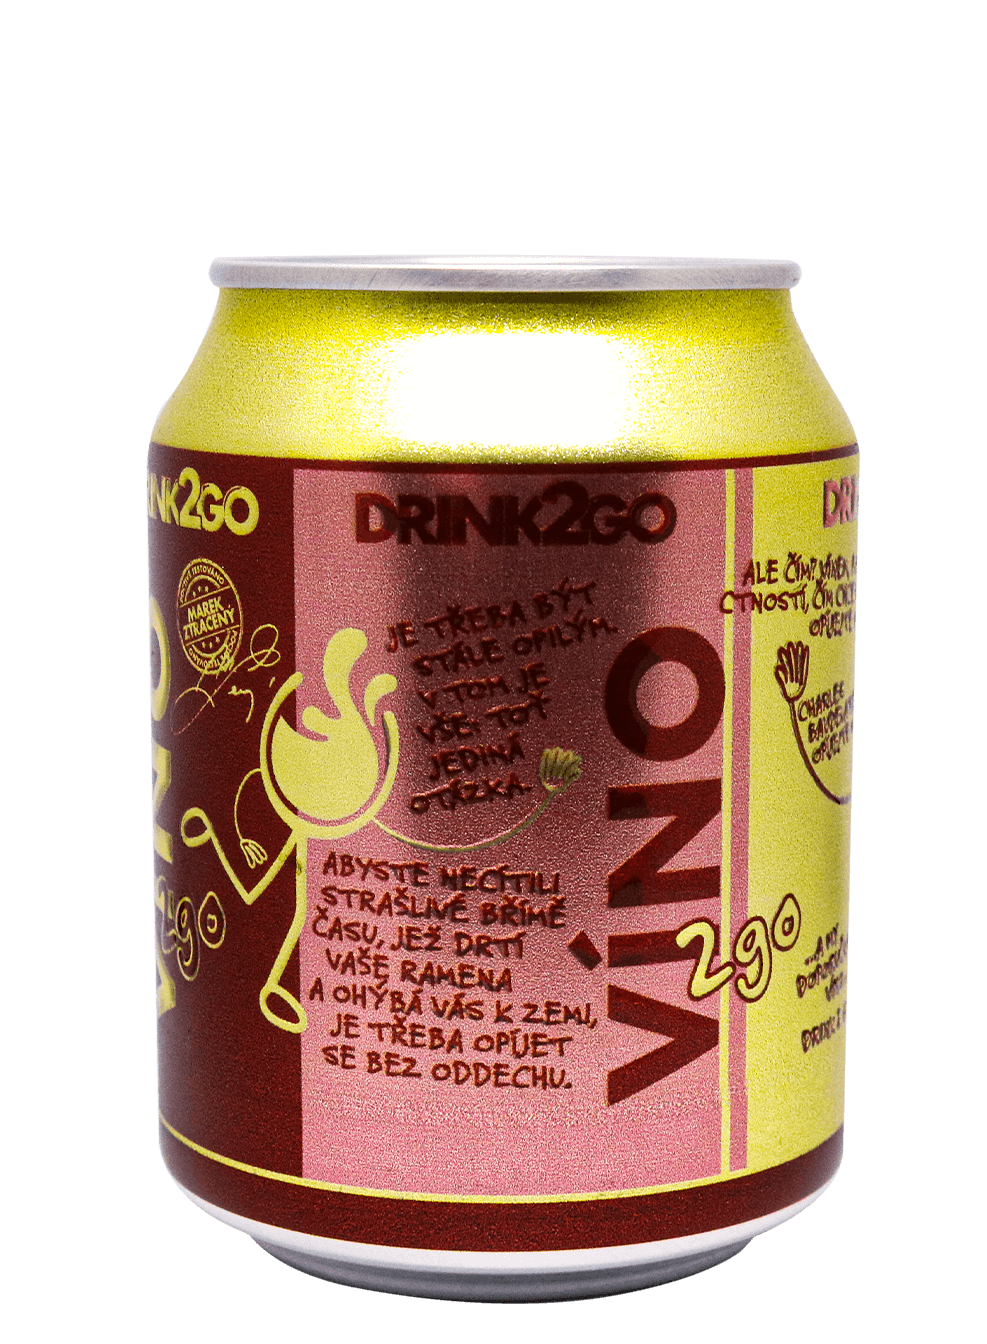 DRINK2GO
MAREK
ZTRACENÝ
VÍNO
2go
DRINK2GO
JE TŘEBA BÝT
STÁLE OPILÝM.
V TOM JE
VŠE: TOŤ
JEDINÁ
OTÁZKA.
ABYSTE NECÍTILI
STRAŠLIVÉ BŘÍMĚ
ČASU, JEŽ DRTÍ
VAŠE RAMENA
A OHÝBÁ VÁS K ZEMI,
JE TŘEBA OPÍJET
SE BEZ ODDECHU.
VÍNO
2go
ALE ČÍM?
CTNOSTÍ, ČÍM